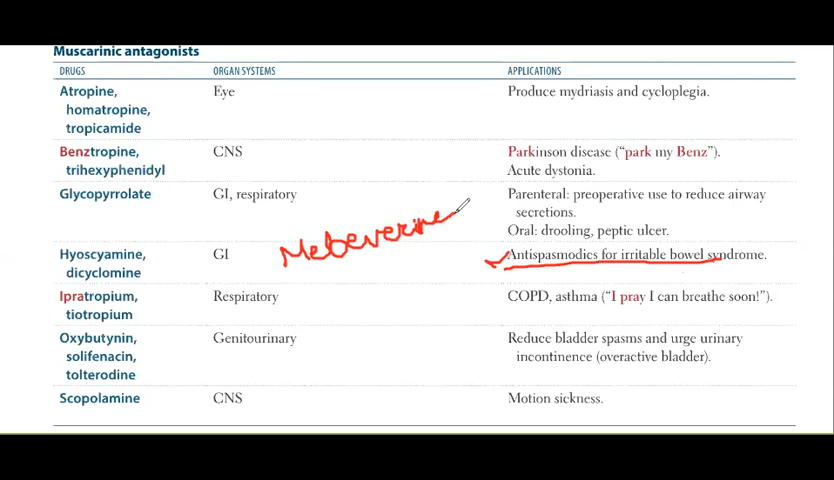 Muscarinic antagonists
DRUGS ORGAN SYSTEMS APPLICATIONS
Atropine, Eye Produce mydriasis and cycloplegia.
homatropine,
tropicamide
Benztropine, CNS Parkinson disease (“park my Benz”).
trihexyphenidyl Acute dystonia.
Glycopyrrolate GI, respiratory Parenteral: preoperative use to reduce airway
secretions.
Oral: drooling, peptic ulcer.
Mebeverine
Hyoscyamine, GI Antispasmodics for irritable bowel syndrome.
dicyclomine
Ipratropium, Respiratory COPD, asthma (“I pray I can breathe soon!”).
tiotropium
Oxybutynin, Genitourinary Reduce bladder spasms and urge urinary
solifenacin, incontinence (overactive bladder).
tolterodine
Scopolamine CNS Motion sickness.